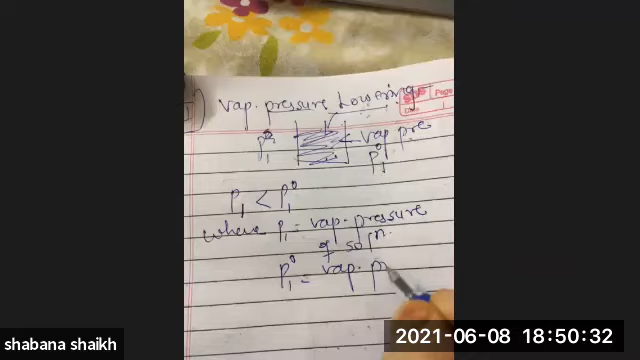 Vap. pressure Lowering
Page
P₁° vap pre
P₁°
P₁ < P₁°
where P₁ = vap. pressure
of soln.
P₁° = vap. p
shabana shaikh
2021-06-08 18:50:32